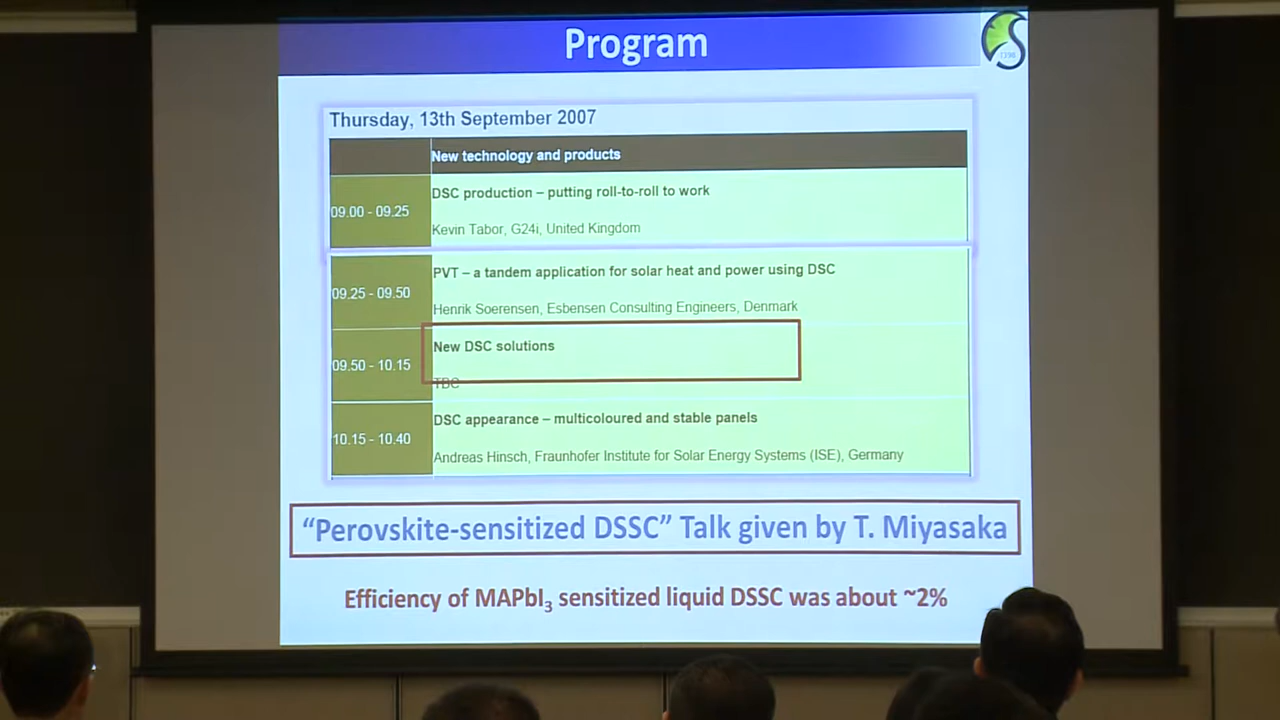 Program
1398
Thursday, 13th September 2007
New technology and products
09.00 - 09.25
DSC production – putting roll-to-roll to work
Kevin Tabor, G24i, United Kingdom
09.25 - 09.50
PVT – a tandem application for solar heat and power using DSC
Henrik Soerensen, Esbensen Consulting Engineers, Denmark
09.50 - 10.15
New DSC solutions
TBC
10.15 - 10.40
DSC appearance – multicoloured and stable panels
Andreas Hinsch, Fraunhofer Institute for Solar Energy Systems (ISE), Germany
“Perovskite-sensitized DSSC” Talk given by T. Miyasaka
Efficiency of MAPbI₃ sensitized liquid DSSC was about ~2%